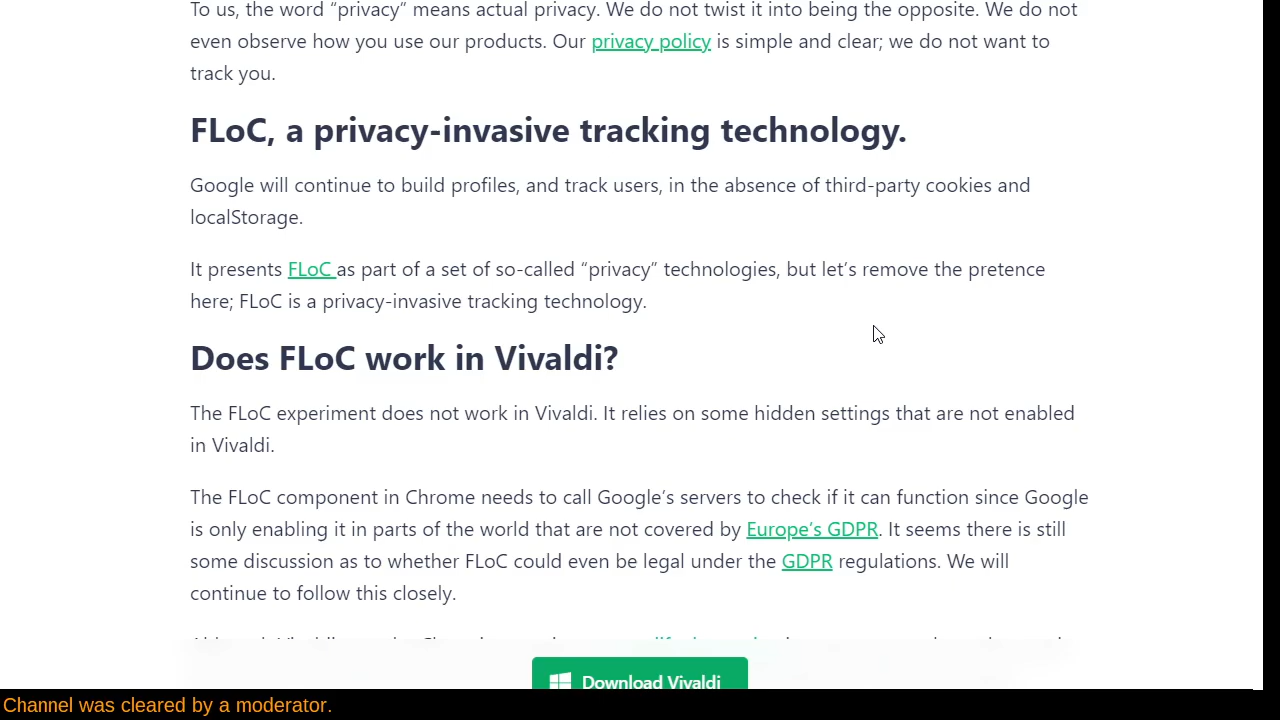 To us, the word “privacy” means actual privacy. We do not twist it into being the opposite. We do not
even observe how you use our products. Our privacy policy is simple and clear; we do not want to
track you.
FLoC, a privacy-invasive tracking technology.
Google will continue to build profiles, and track users, in the absence of third-party cookies and
localStorage.
It presents FLoC as part of a set of so-called “privacy” technologies, but let’s remove the pretence
here; FLoC is a privacy-invasive tracking technology.
Does FLoC work in Vivaldi?
The FLoC experiment does not work in Vivaldi. It relies on some hidden settings that are not enabled
in Vivaldi.
The FLoC component in Chrome needs to call Google’s servers to check if it can function since Google
is only enabling it in parts of the world that are not covered by Europe’s GDPR. It seems there is still
some discussion as to whether FLoC could even be legal under the GDPR regulations. We will
continue to follow this closely.
Download Vivaldi
Channel was cleared by a moderator.